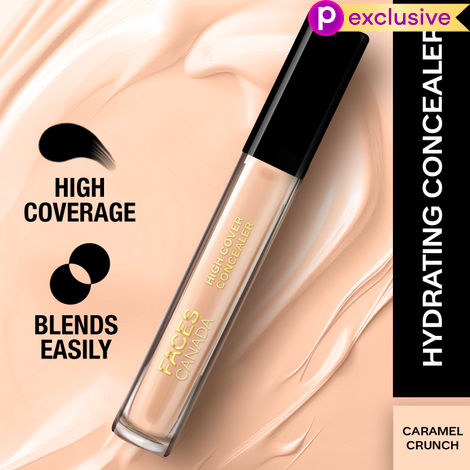 p exclusive
HIGH
COVERAGE
BLENDS
EASILY
FACES
CANADA
HIGH COVER
CONCEALER
HYDRATING CONCEALER
CARAMEL
CRUNCH